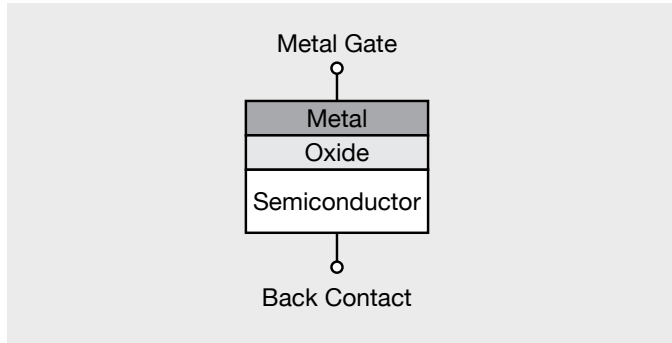 Metal Gate
Metal
Oxide
Semiconductor
Back Contact